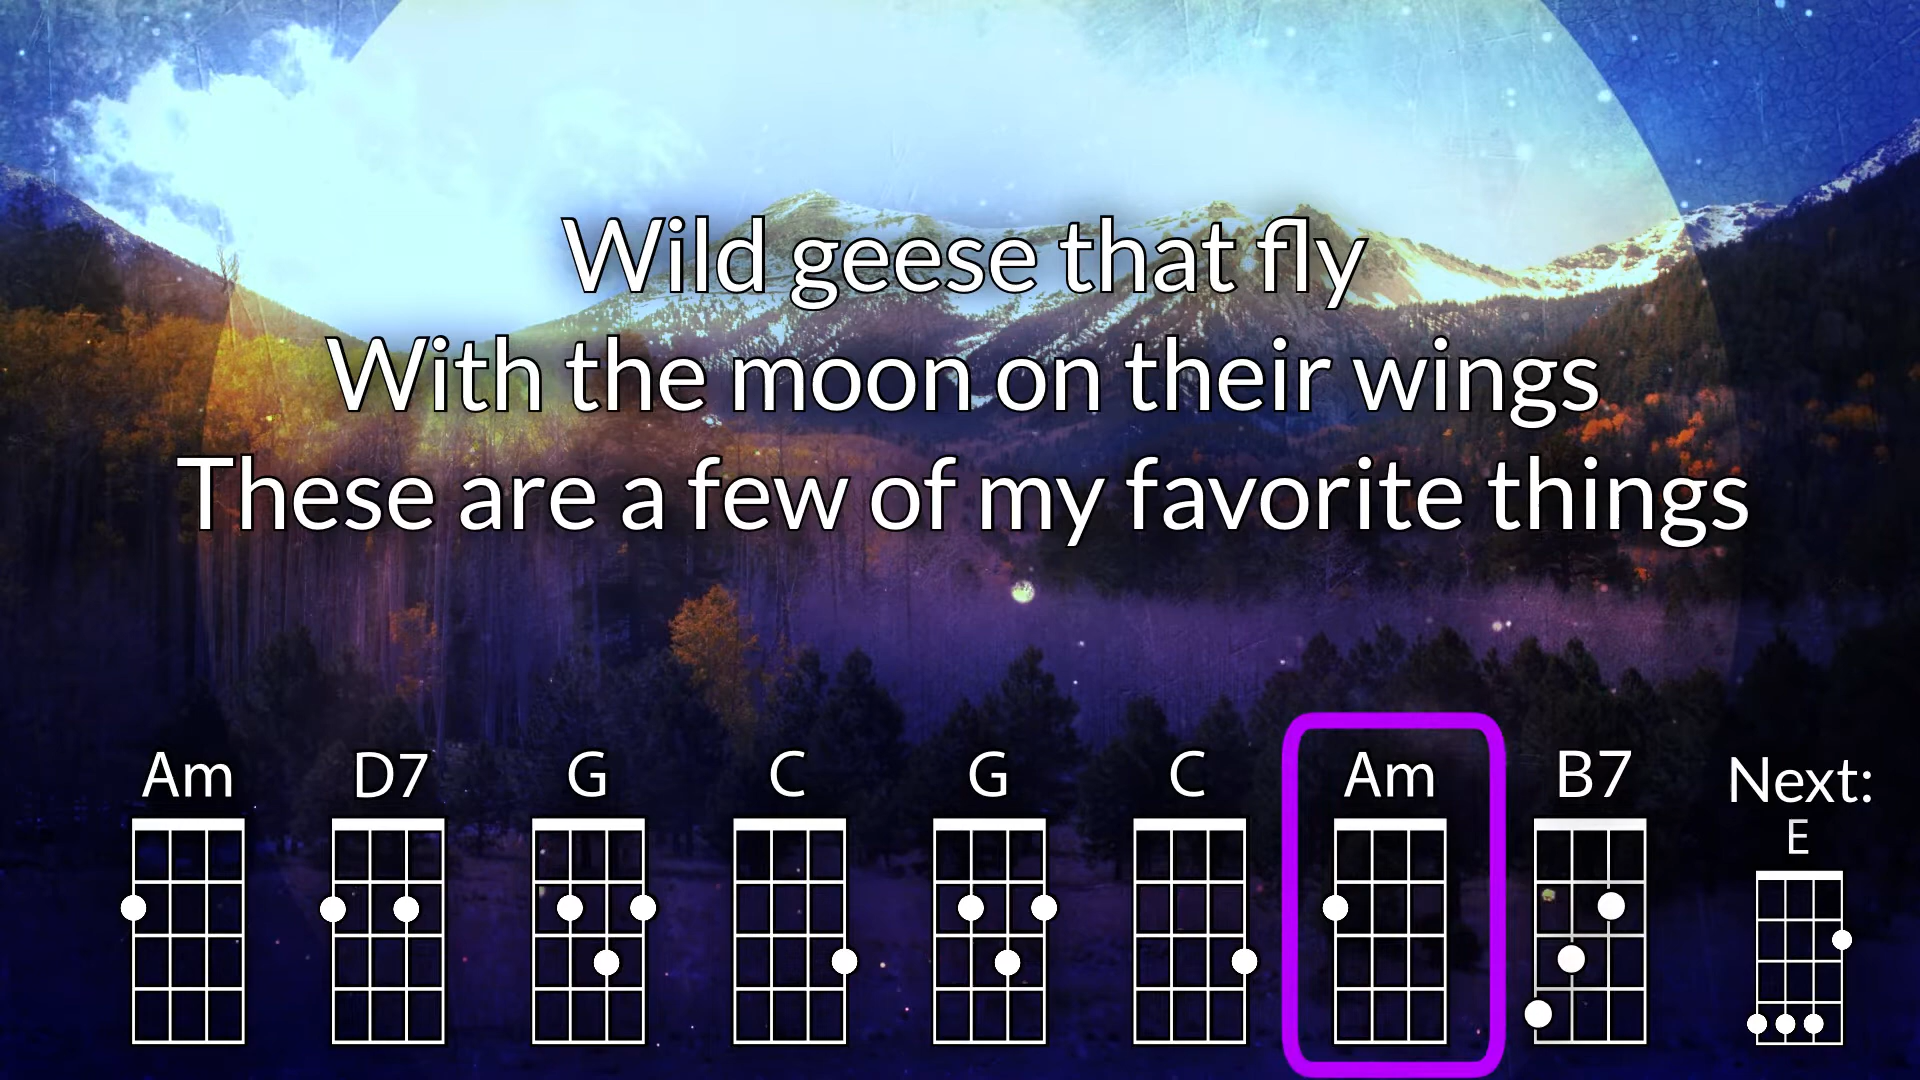 Wild geese that fly
With the moon on their wings
These are a few of my favorite things
Am D7 G C G C Am B7 Next:
E